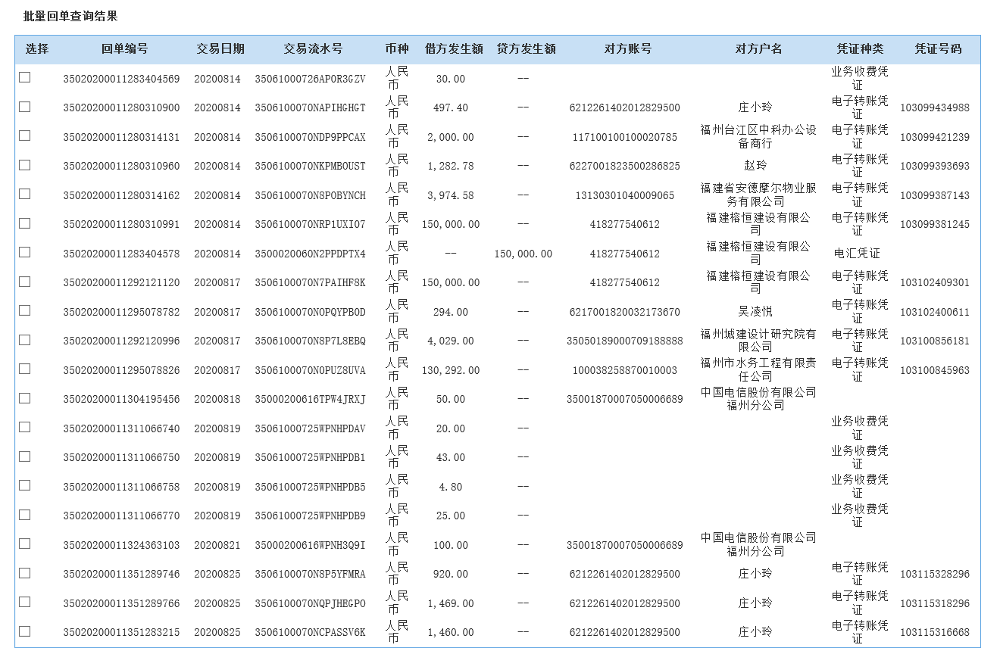 批量回单查询结果
选择 回单编号 交易日期 交易流水号 币种 借方发生额 贷方发生额 对方账号 对方户名 凭证种类 凭证号码
35020200011283404569 20200814 35061000726APOR3GZV 人民币 30.00 -- 业务收费凭证
35020200011280310900 20200814 3506100070NAPIHGHGT 人民币 497.40 -- 6212261402012829500 庄小玲 电子转账凭证 103099434988
35020200011280314131 20200814 3506100070NDP9PPCAX 人民币 2,000.00 -- 117100100100020785 福州台江区中科办公设备商行 电子转账凭证 103099421239
35020200011280310960 20200814 3506100070NKPMBOUST 人民币 1,282.78 -- 6227001823500286825 赵玲 电子转账凭证 103099393693
35020200011280314162 20200814 3506100070N8POBYNCH 人民币 3,974.58 -- 13130301040009065 福建省安德摩尔物业服务有限公司 电子转账凭证 103099387143
35020200011280310991 20200814 3506100070NRP1UXI07 人民币 150,000.00 -- 418277540612 福建榕恒建设有限公司 电子转账凭证 103099381245
35020200011283404578 20200814 3500020060N2PPDPTX4 人民币 -- 150,000.00 418277540612 福建榕恒建设有限公司 电汇凭证
35020200011292121120 20200817 3506100070N7PAIHF8K 人民币 150,000.00 -- 418277540612 福建榕桓建设有限公司 电子转账凭证 103102409301
35020200011295078782 20200817 3506100070NOPQYPBOD 人民币 294.00 -- 6217001820032173670 吴凌悦 电子转账凭证 103102400611
35020200011292120996 20200817 3506100070N8P7L8EBQ 人民币 4,029.00 -- 35050189000709188888 福州城建设计研究院有限公司 电子转账凭证 103100856181
35020200011295078826 20200817 3506100070NOPUZ8UVA 人民币 130,292.00 -- 100038258870010003 福州市水务工程有限责任公司 电子转账凭证 103100845963
35020200011304195456 20200818 35000200616TPW4JRXJ 人民币 50.00 -- 35001870007050006689 中国电信股份有限公司福州分公司
35020200011311066740 20200819 35061000725WPNHPDAV 人民币 20.00 -- 业务收费凭证
35020200011311066750 20200819 35061000725WPNHPDB1 人民币 43.00 -- 业务收费凭证
35020200011311066758 20200819 35061000725WPNHPDB5 人民币 4.80 -- 业务收费凭证
35020200011311066770 20200819 35061000725WPNHPDB9 人民币 25.00 -- 业务收费凭证
35020200011324363103 20200821 35000200616WPNH3Q9I 人民币 100.00 -- 35001870007050006689 中国电信股份有限公司福州分公司
35020200011351289746 20200825 3506100070N8P5YFMRA 人民币 920.00 -- 6212261402012829500 庄小玲 电子转账凭证 103115328296
35020200011351289766 20200825 3506100070NQPJHEGPO 人民币 1,469.00 -- 6212261402012829500 庄小玲 电子转账凭证 103115318296
35020200011351283215 20200825 3506100070NCPASSV6K 人民币 1,460.00 -- 6212261402012829500 庄小玲 电子转账凭证 103115316668